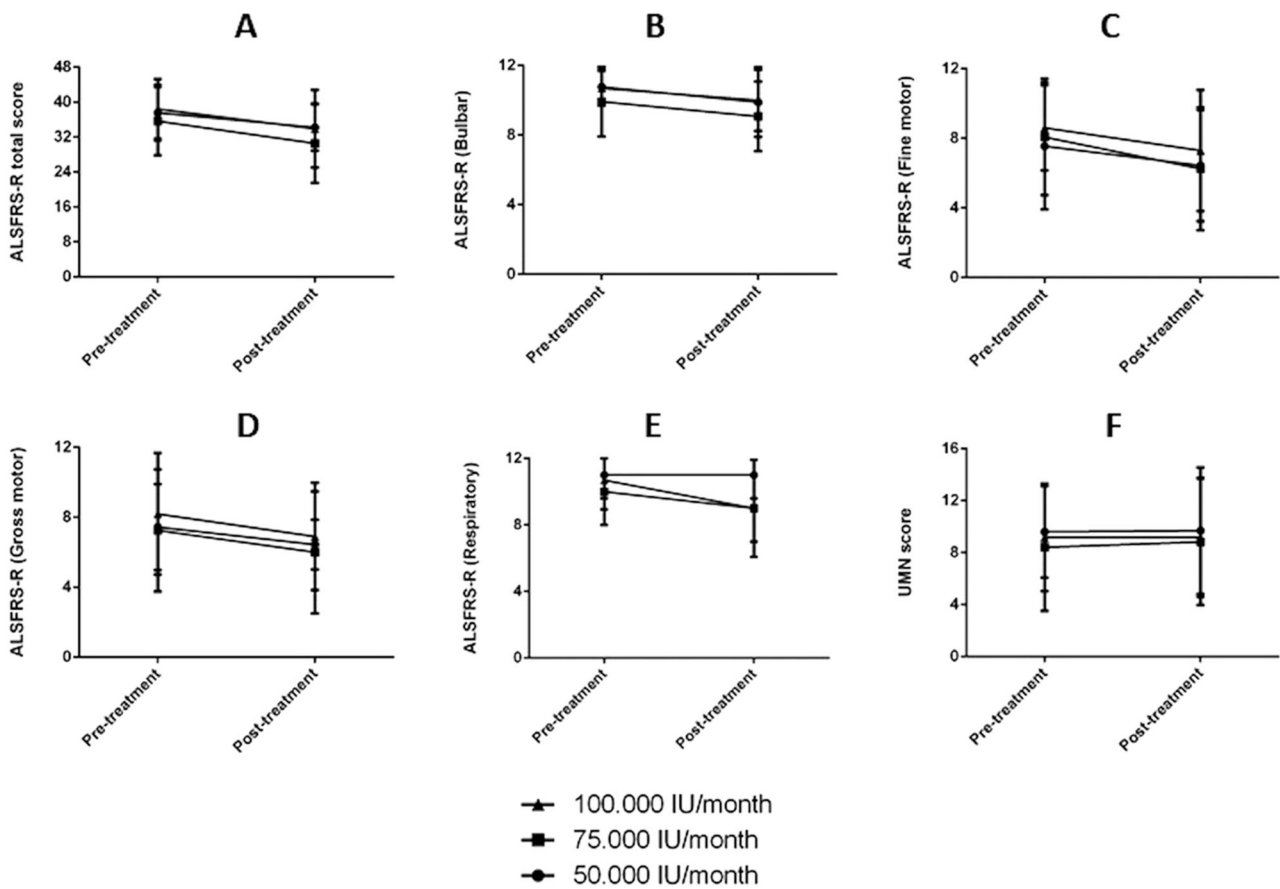 A
ALSFRS-R total score
48
40
32
24
16
8
0
Pre-treatment
Post-treatment
B
ALSFRS-R (Bulbar)
12
8
4
0
Pre-treatment
Post-treatment
C
ALSFRS-R (Fine motor)
12
8
4
0
Pre-treatment
Post-treatment
D
ALSFRS-R (Gross motor)
12
8
4
0
Pre-treatment
Post-treatment
E
ALSFRS-R (Respiratory)
12
8
4
0
Pre-treatment
Post-treatment
F
UMN score
16
12
8
4
0
Pre-treatment
Post-treatment
100.000 IU/month
75.000 IU/month
50.000 IU/month